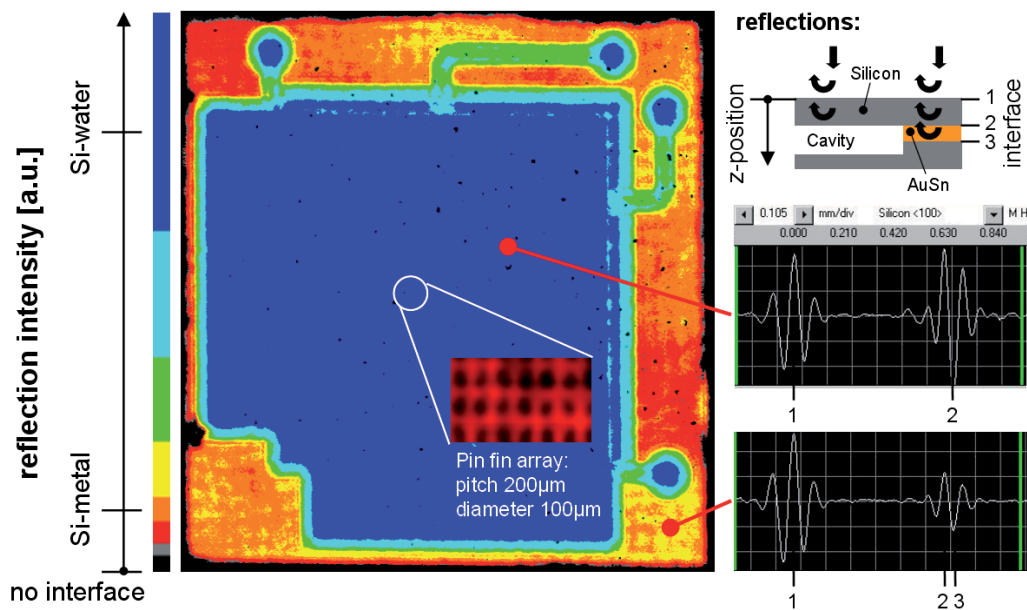 reflection intensity [a.u.]
Si-water
Si-metal
no interface
Pin fin array:
pitch 200µm
diameter 100µm
reflections:
Silicon
z-position
Cavity
AuSn
1
2
3
interface
0.105 mm/div Silicon <100> M H
0.000 0.210 0.420 0.630 0.840
1 2
1 2 3